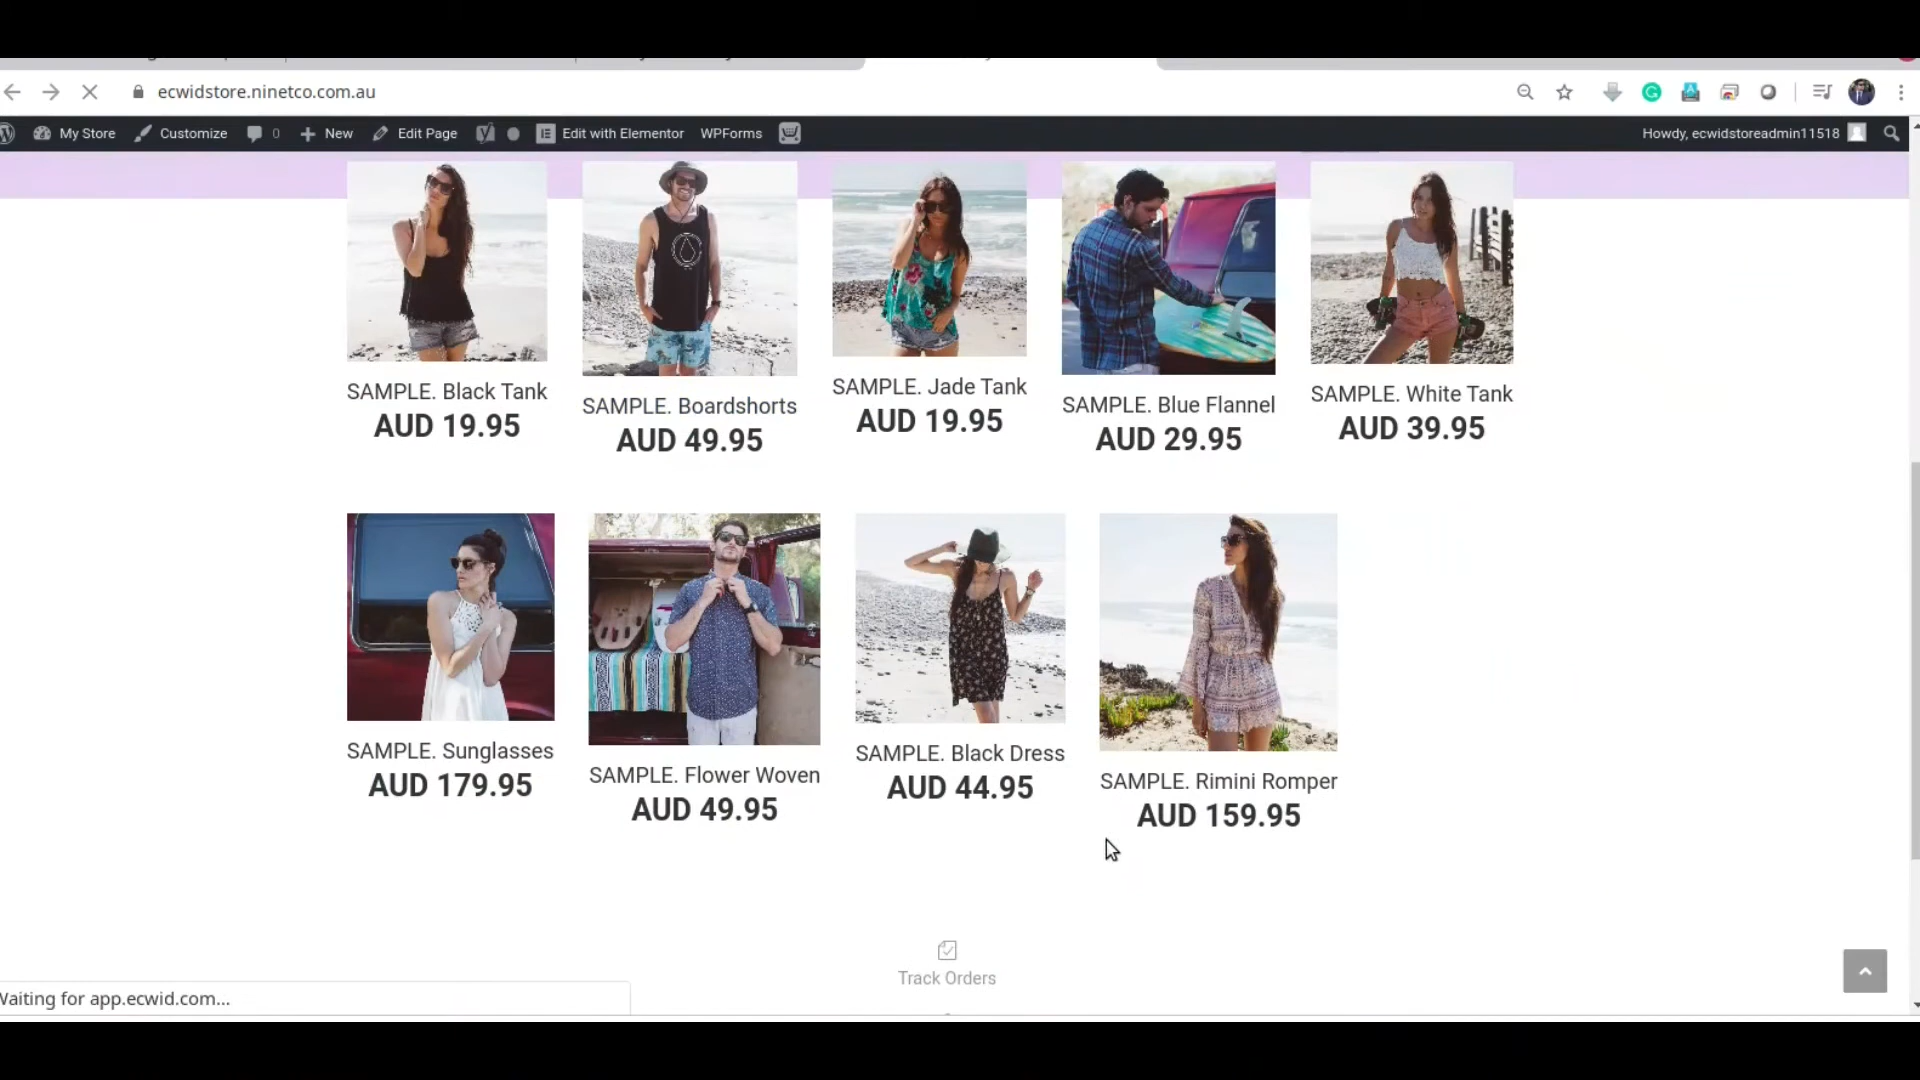 ecwidstore.ninetco.com.au
My Store Customize 0 New Edit Page Edit with Elementor WPForms Howdy, ecwidstoreadmin11518
SAMPLE. Black Tank
AUD 19.95
SAMPLE. Boardshorts
AUD 49.95
SAMPLE. Jade Tank
AUD 19.95
SAMPLE. Blue Flannel
AUD 29.95
SAMPLE. White Tank
AUD 39.95
SAMPLE. Sunglasses
AUD 179.95
SAMPLE. Flower Woven
AUD 49.95
SAMPLE. Black Dress
AUD 44.95
SAMPLE. Rimini Romper
AUD 159.95
Track Orders
Waiting for app.ecwid.com...